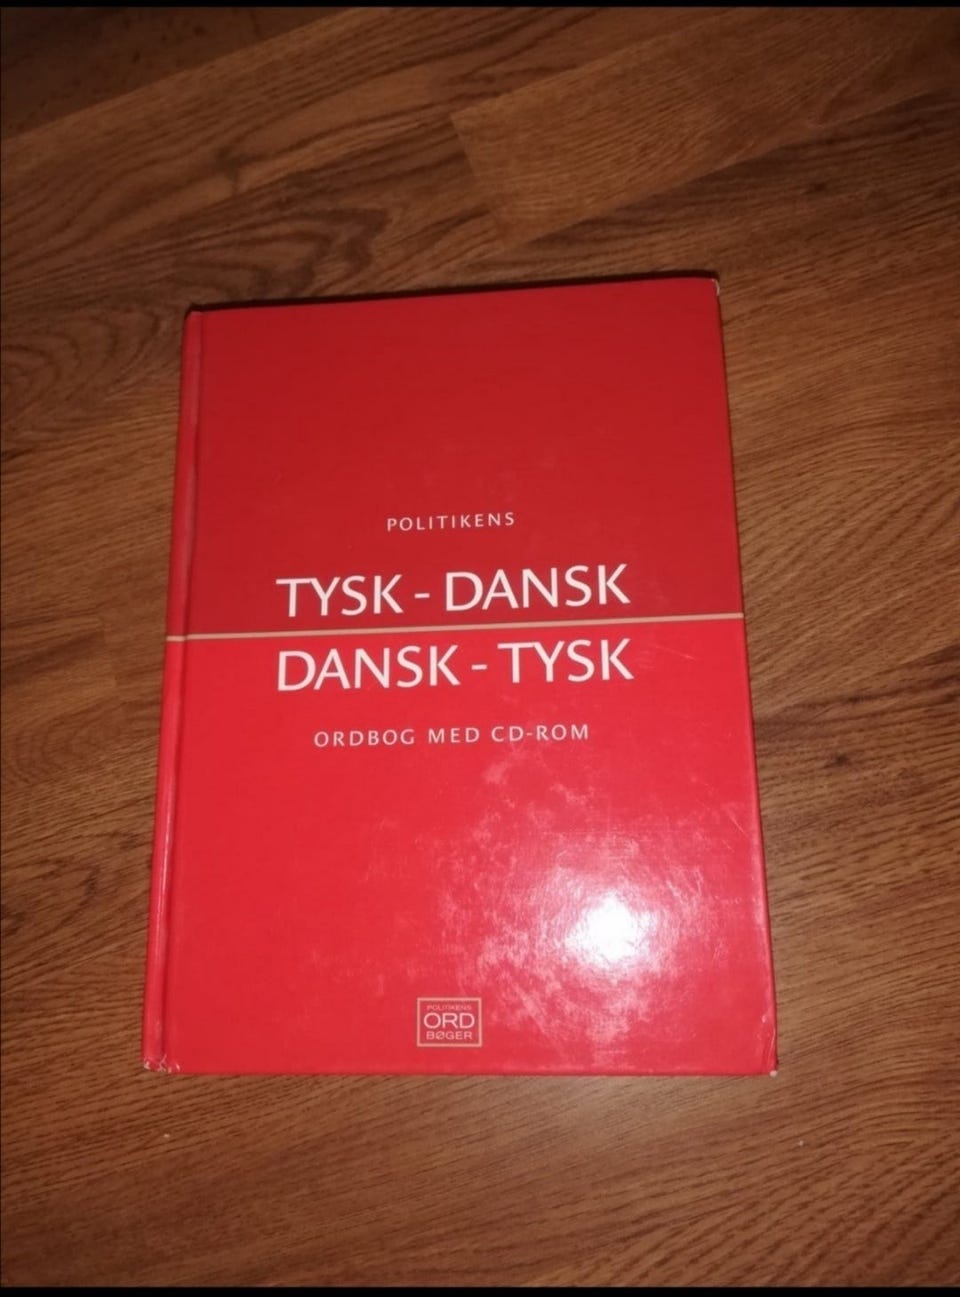 POLITIKENS
TYSK - DANSK
DANSK - TYSK
ORDBOG MED CD-ROM
POLITIKENS
ORD
BØGER